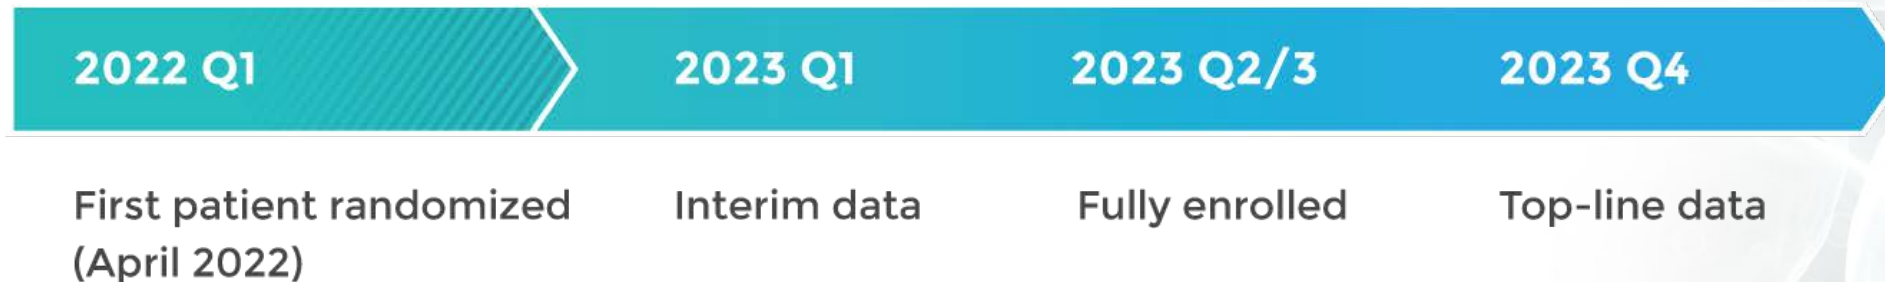 2022 Q1
2023 Q1
2023 Q2/3
2023 Q4
First patient randomized
(April 2022)
Interim data
Fully enrolled
Top-line data